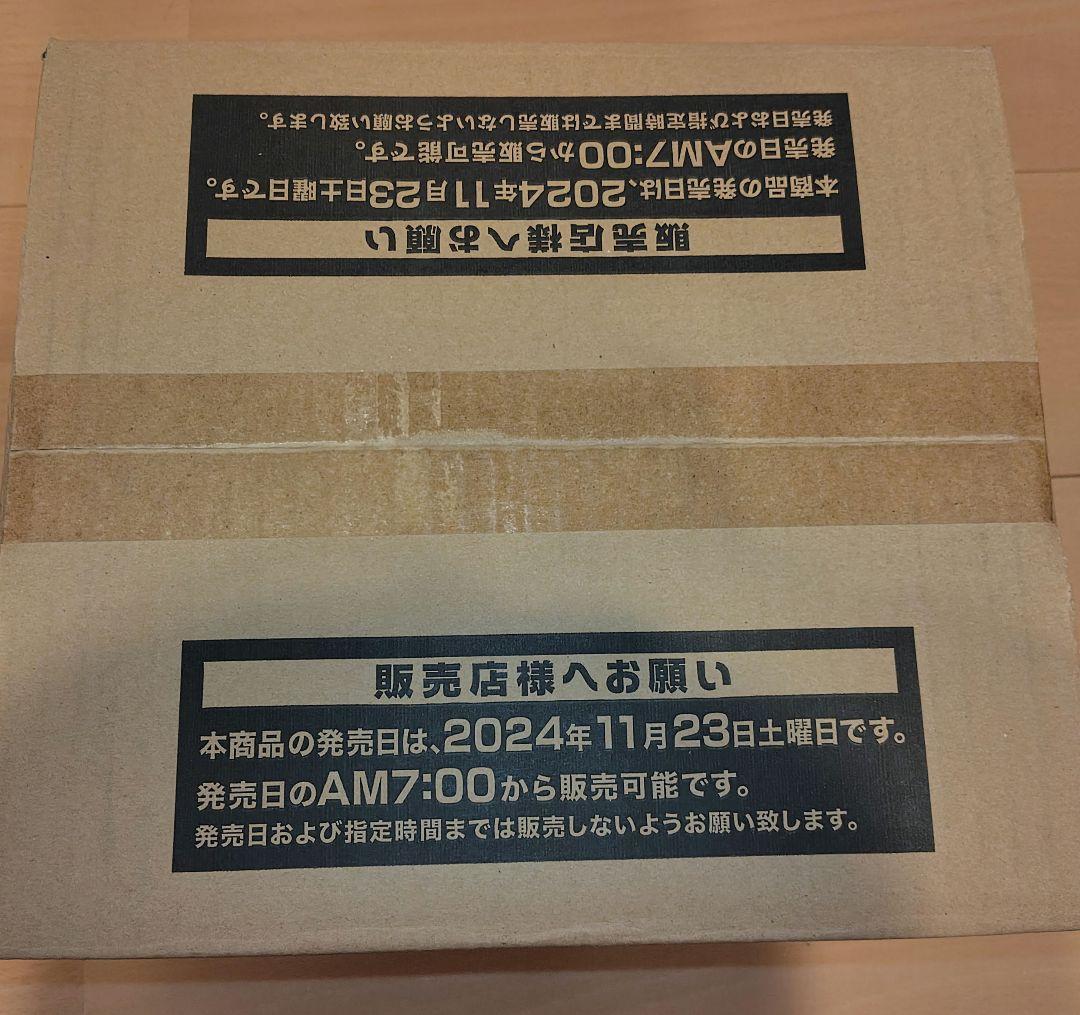 発売日および指定時間までは販売しないようお願い致します。
発売日のAM7:00から販売可能です。
本商品の発売日は、2024年11月23日土曜日です。
販売店様へお願い
販売店様へお願い
本商品の発売日は、2024年11月23日土曜日です。
発売日のAM7:00から販売可能です。
発売日および指定時間までは販売しないようお願い致します。